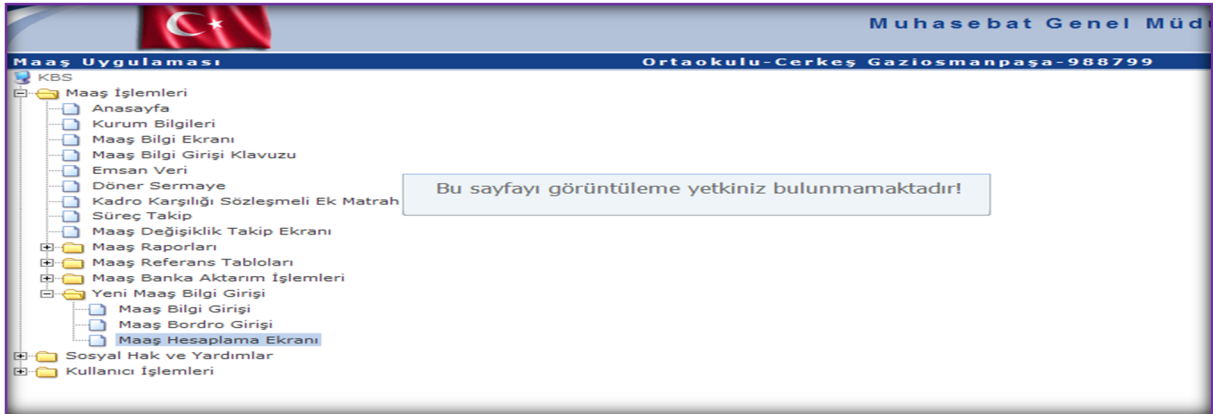 Muhasebat Genel Müd
Maaş Uygulaması Ortaokulu-Cerkeş Gaziosmanpaşa-988799
KBS
Maaş İşlemleri
Anasayfa
Kurum Bilgileri
Maaş Bilgi Ekranı
Maaş Bilgi Girişi Klavuzu
Emsan Veri
Döner Sermaye
Kadro Karşılığı Sözleşmeli Ek Matrah
Süreç Takip
Maaş Değişiklik Takip Ekranı
Maaş Raporları
Maaş Referans Tabloları
Maaş Banka Aktarım İşlemleri
Yeni Maaş Bilgi Girişi
Maaş Bilgi Girişi
Maaş Bordro Girişi
Maaş Hesaplama Ekranı
Sosyal Hak ve Yardımlar
Kullanıcı İşlemleri
Bu sayfayı görüntüleme yetkiniz bulunmamaktadır!